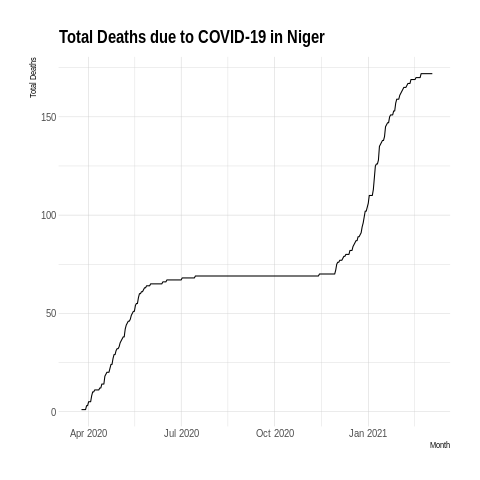 Total Deaths due to COVID-19 in Niger
Total Deaths
150
100
50
0
Apr 2020 Jul 2020 Oct 2020 Jan 2021
Month